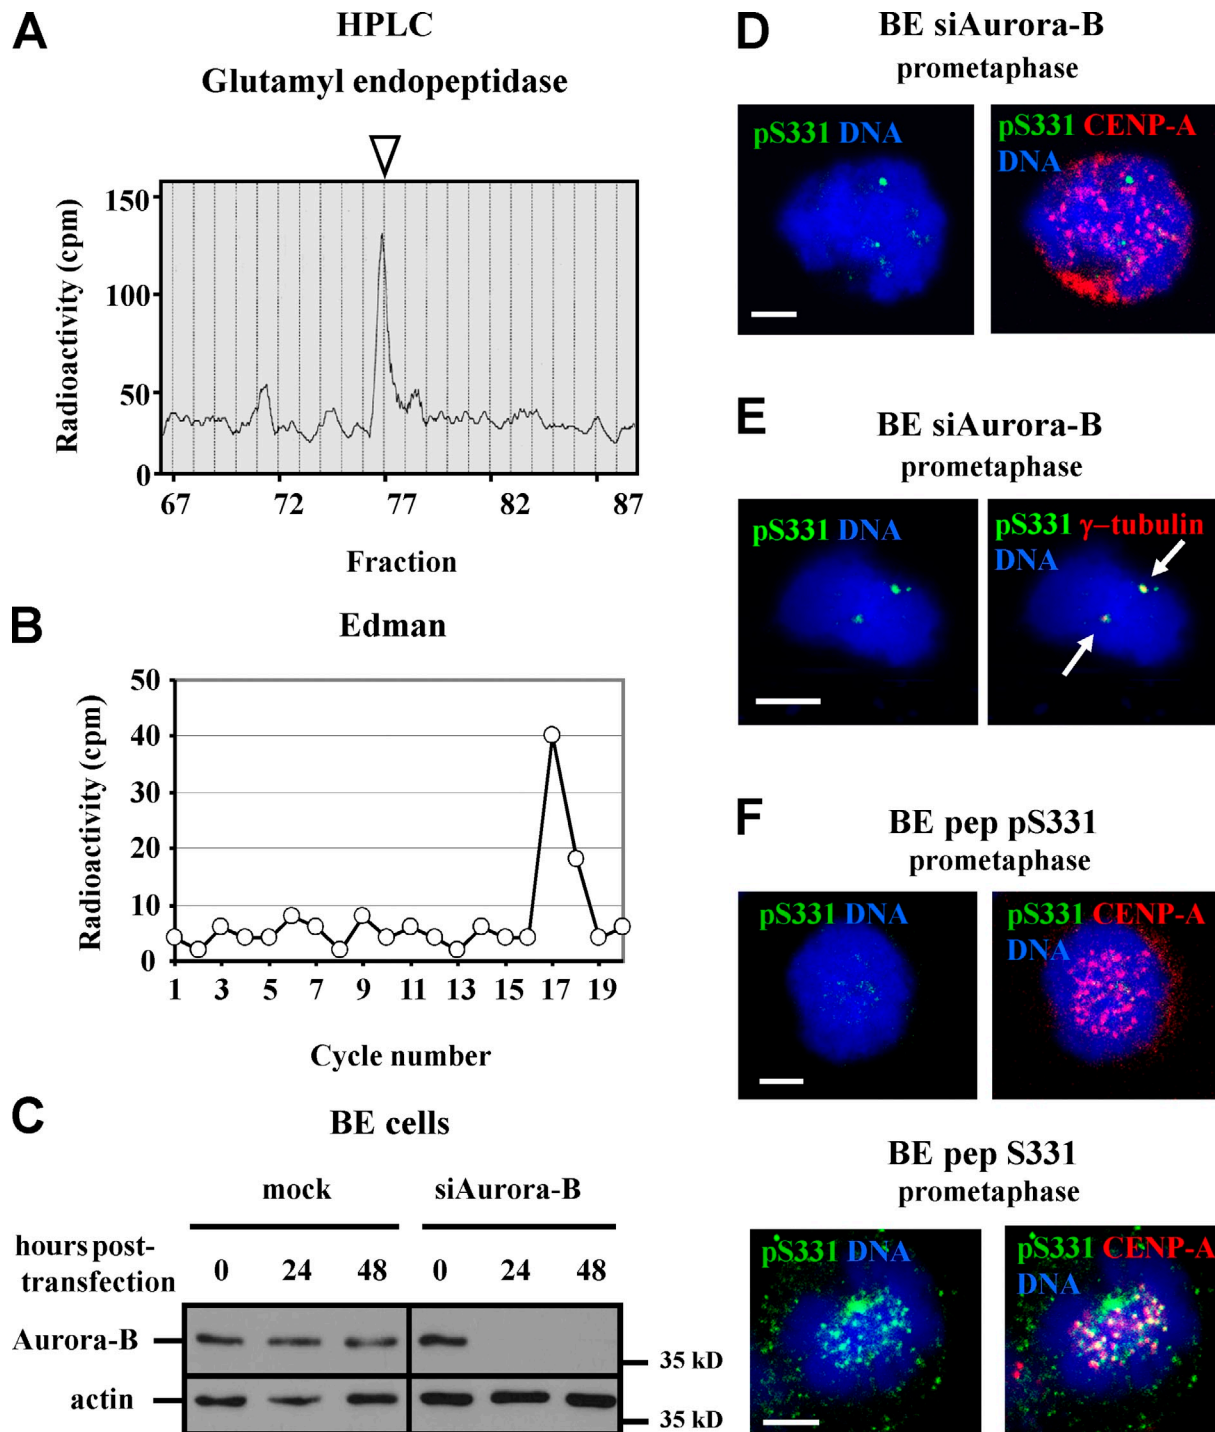 A
HPLC
Glutamyl endopeptidase
Radioactivity (cpm)
150
100
50
0
67 72 77 82 87
Fraction
B
Edman
Radioactivity (cpm)
50
40
30
20
10
0
1 3 5 7 9 11 13 15 17 19
Cycle number
C
BE cells
mock siAurora-B
hours post-
transfection 0 24 48 0 24 48
Aurora-B
35 kD
actin
35 kD
D
BE siAurora-B
prometaphase
pS331 DNA
pS331 CENP-A
DNA
E
BE siAurora-B
prometaphase
pS331 DNA
pS331 γ–tubulin
DNA
F
BE pep pS331
prometaphase
pS331 DNA
pS331 CENP-A
DNA
BE pep S331
prometaphase
pS331 DNA
pS331 CENP-A
DNA